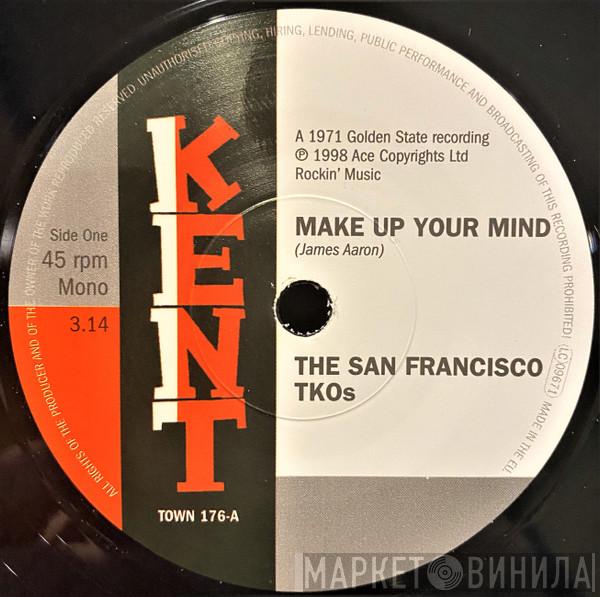 ALL RIGHTS OF THE PRODUCER AND OF THE OWNER OF THE WORK REPRODUCED RESERVED. UNAUTHORISED COPYING, HIRING, LENDING, PUBLIC PERFORMANCE AND BROADCASTING OF THIS RECORDING PROHIBITED! (LC09671) MADE IN THE EU.
KENT
Side One
45 rpm
Mono
3.14
TOWN 176-A
A 1971 Golden State recording
℗ 1998 Ace Copyrights Ltd
Rockin' Music
MAKE UP YOUR MIND
(James Aaron)
THE SAN FRANCISCO
TKOs
МАРКЕТ ВИНИЛА